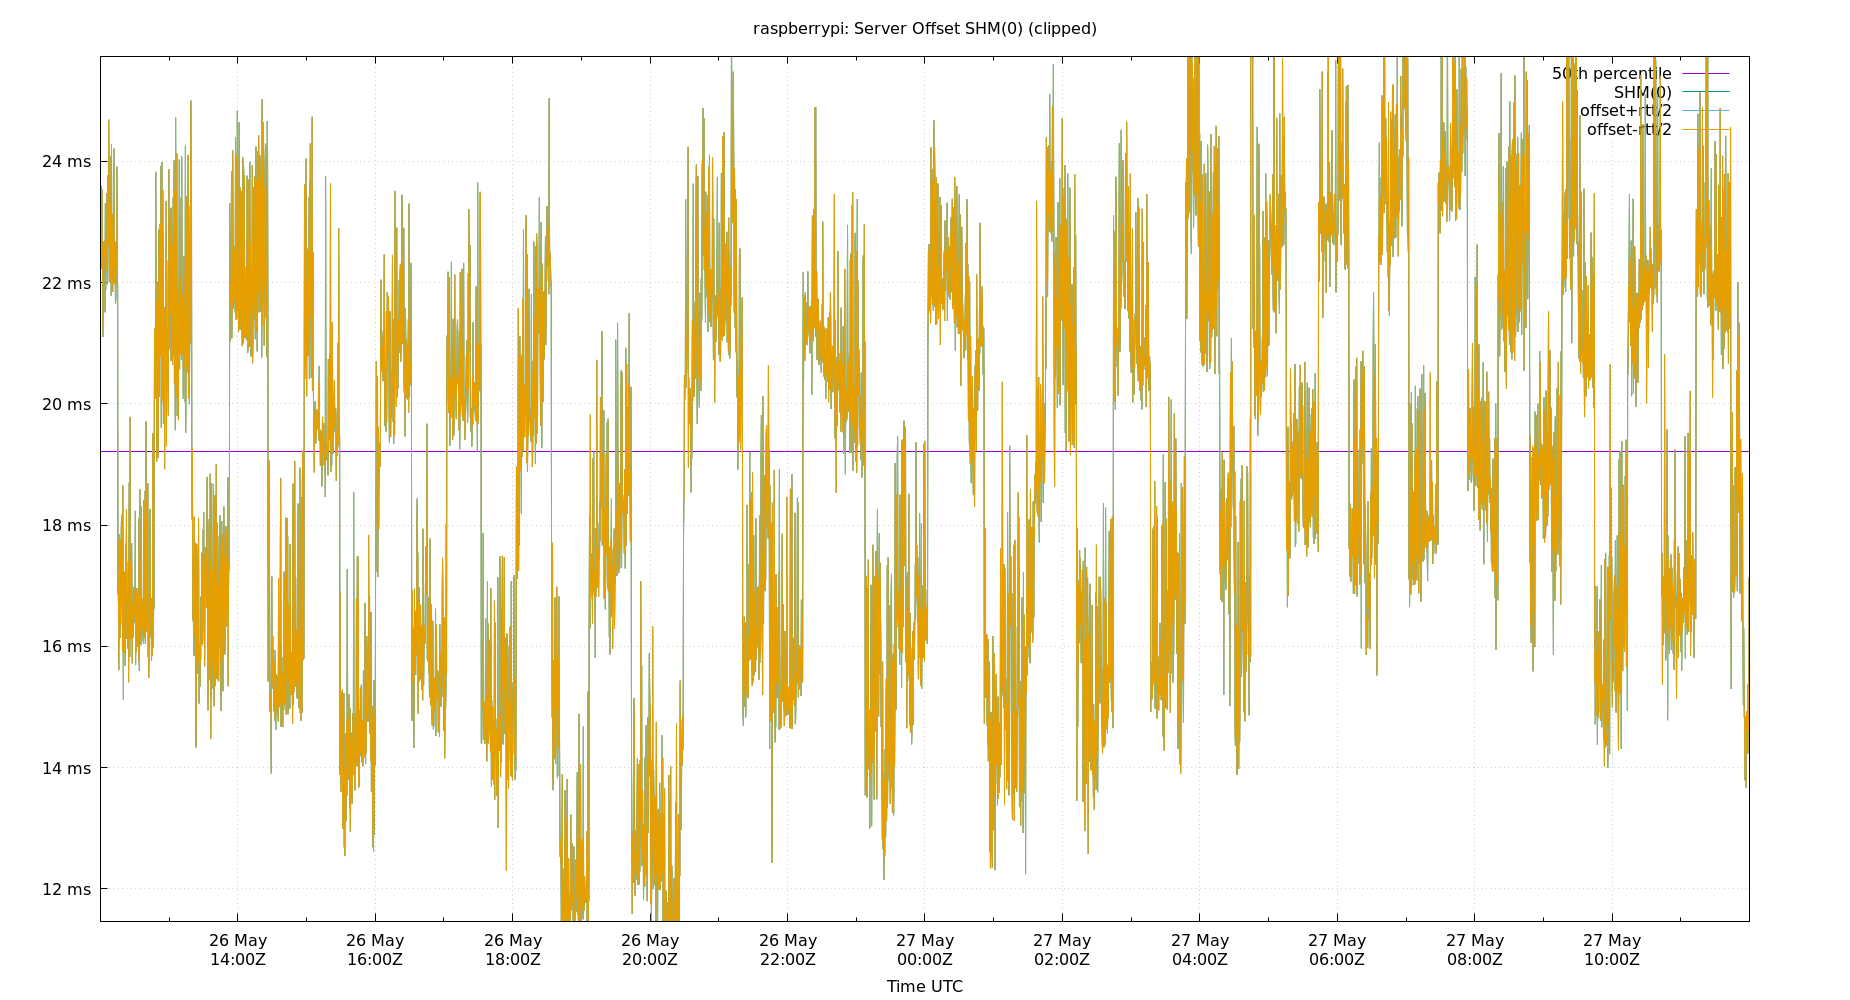 raspberrypi: Server Offset SHM(0) (clipped)
50th percentile
SHM(0)
offset+rtt/2
offset-rtt/2
24 ms
22 ms
20 ms
18 ms
16 ms
14 ms
12 ms
26 May 26 May 26 May 26 May 26 May 27 May 27 May 27 May 27 May 27 May 27 May
14:00Z 16:00Z 18:00Z 20:00Z 22:00Z 00:00Z 02:00Z 04:00Z 06:00Z 08:00Z 10:00Z
Time UTC